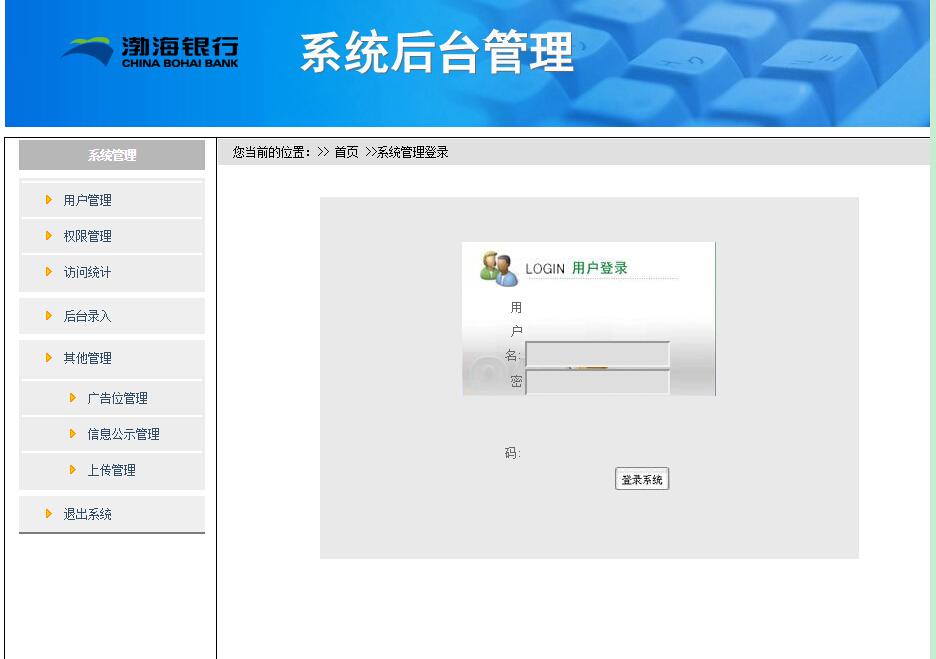 渤海银行
CHINA BOHAI BANK
系统后台管理
系统管理
用户管理
权限管理
访问统计
后台录入
其他管理
广告位管理
信息公示管理
上传管理
退出系统
您当前的位置：>> 首页 >>系统管理登录
LOGIN 用户登录
用
户
名:
密
码:
登录系统